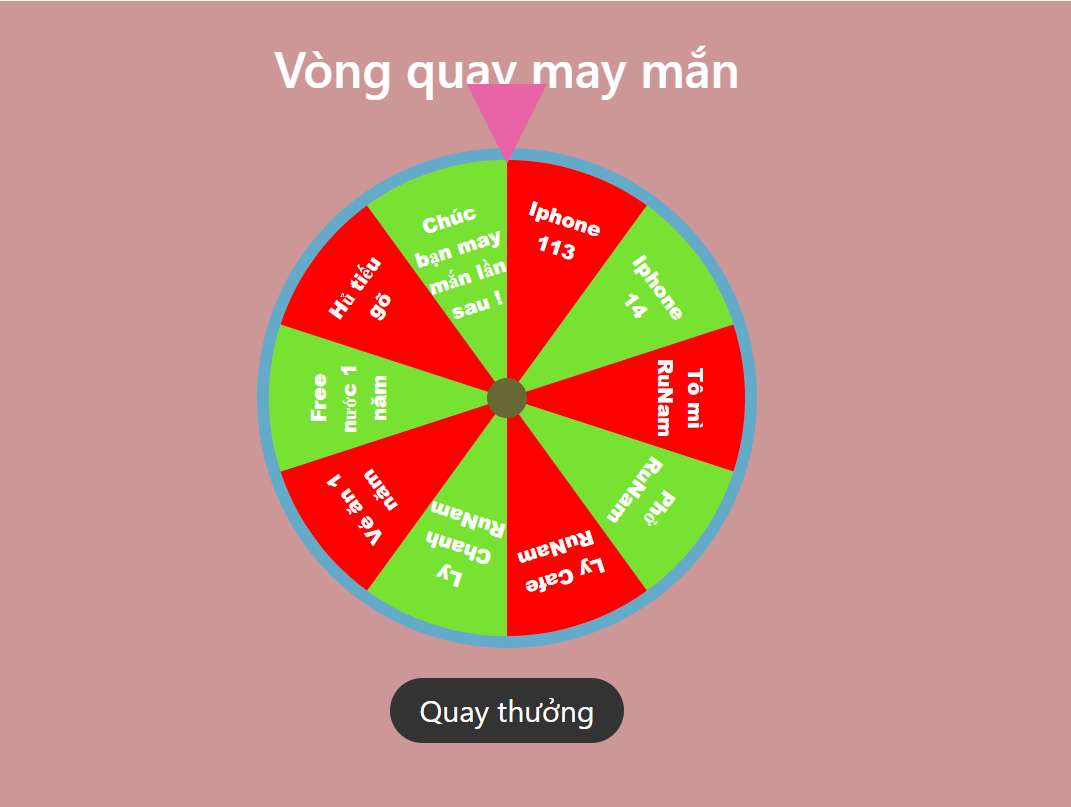 Vòng quay may mắn
Iphone
113
Iphone
14
Tô mì
RuNam
Phở
RuNam
Ly Cafe
RuNam
Ly
Chanh
RuNam
Vé ăn 1
năm
Free
nước 1
năm
Hủ tiếu
gõ
Chúc
bạn may
mắn lần
sau !
Quay thưởng